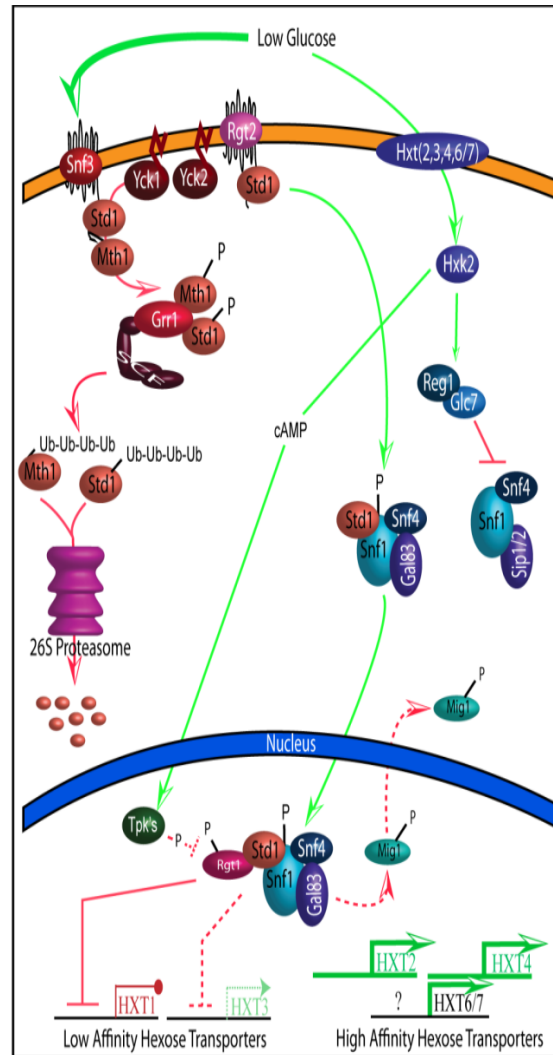 Low Glucose
Rgt2
Snf3
Yck1
Yck2
Hxt(2,3,4,6/7)
Std1
Std1
Mth1
Hxk2
P
Mth1
P
Grr1
Std1
SCF
Reg1
Glc7
cAMP
Ub-Ub-Ub-Ub
Mth1
Ub-Ub-Ub-Ub
Std1
P
Std1
Snf4
Snf1
Gal83
Snf4
Snf1
Sip1/2
26S Proteasome
P
Mig1
Nucleus
Tpk's
P
P
Rgt1
P
Std1
Snf4
Snf1
Gal83
P
Mig1
HXT1
HXT3
HXT2
HXT4
?
HXT6/7
Low Affinity Hexose Transporters
High Affinity Hexose Transporters